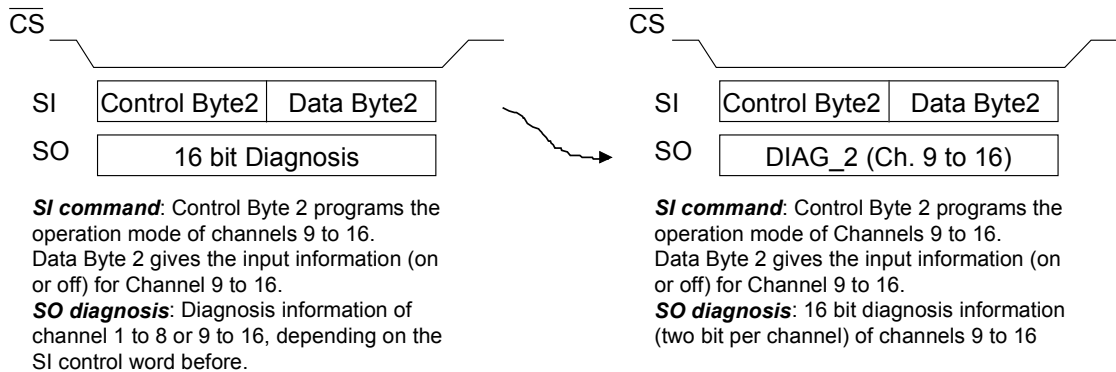 CS
SI Control Byte2 Data Byte2
SO 16 bit Diagnosis
SI command: Control Byte 2 programs the
operation mode of channels 9 to 16.
Data Byte 2 gives the input information (on
or off) for Channel 9 to 16.
SO diagnosis: Diagnosis information of
channel 1 to 8 or 9 to 16, depending on the
SI control word before.
CS
SI Control Byte2 Data Byte2
SO DIAG_2 (Ch. 9 to 16)
SI command: Control Byte 2 programs the
operation mode of Channels 9 to 16.
Data Byte 2 gives the input information (on
or off) for Channel 9 to 16.
SO diagnosis: 16 bit diagnosis information
(two bit per channel) of channels 9 to 16